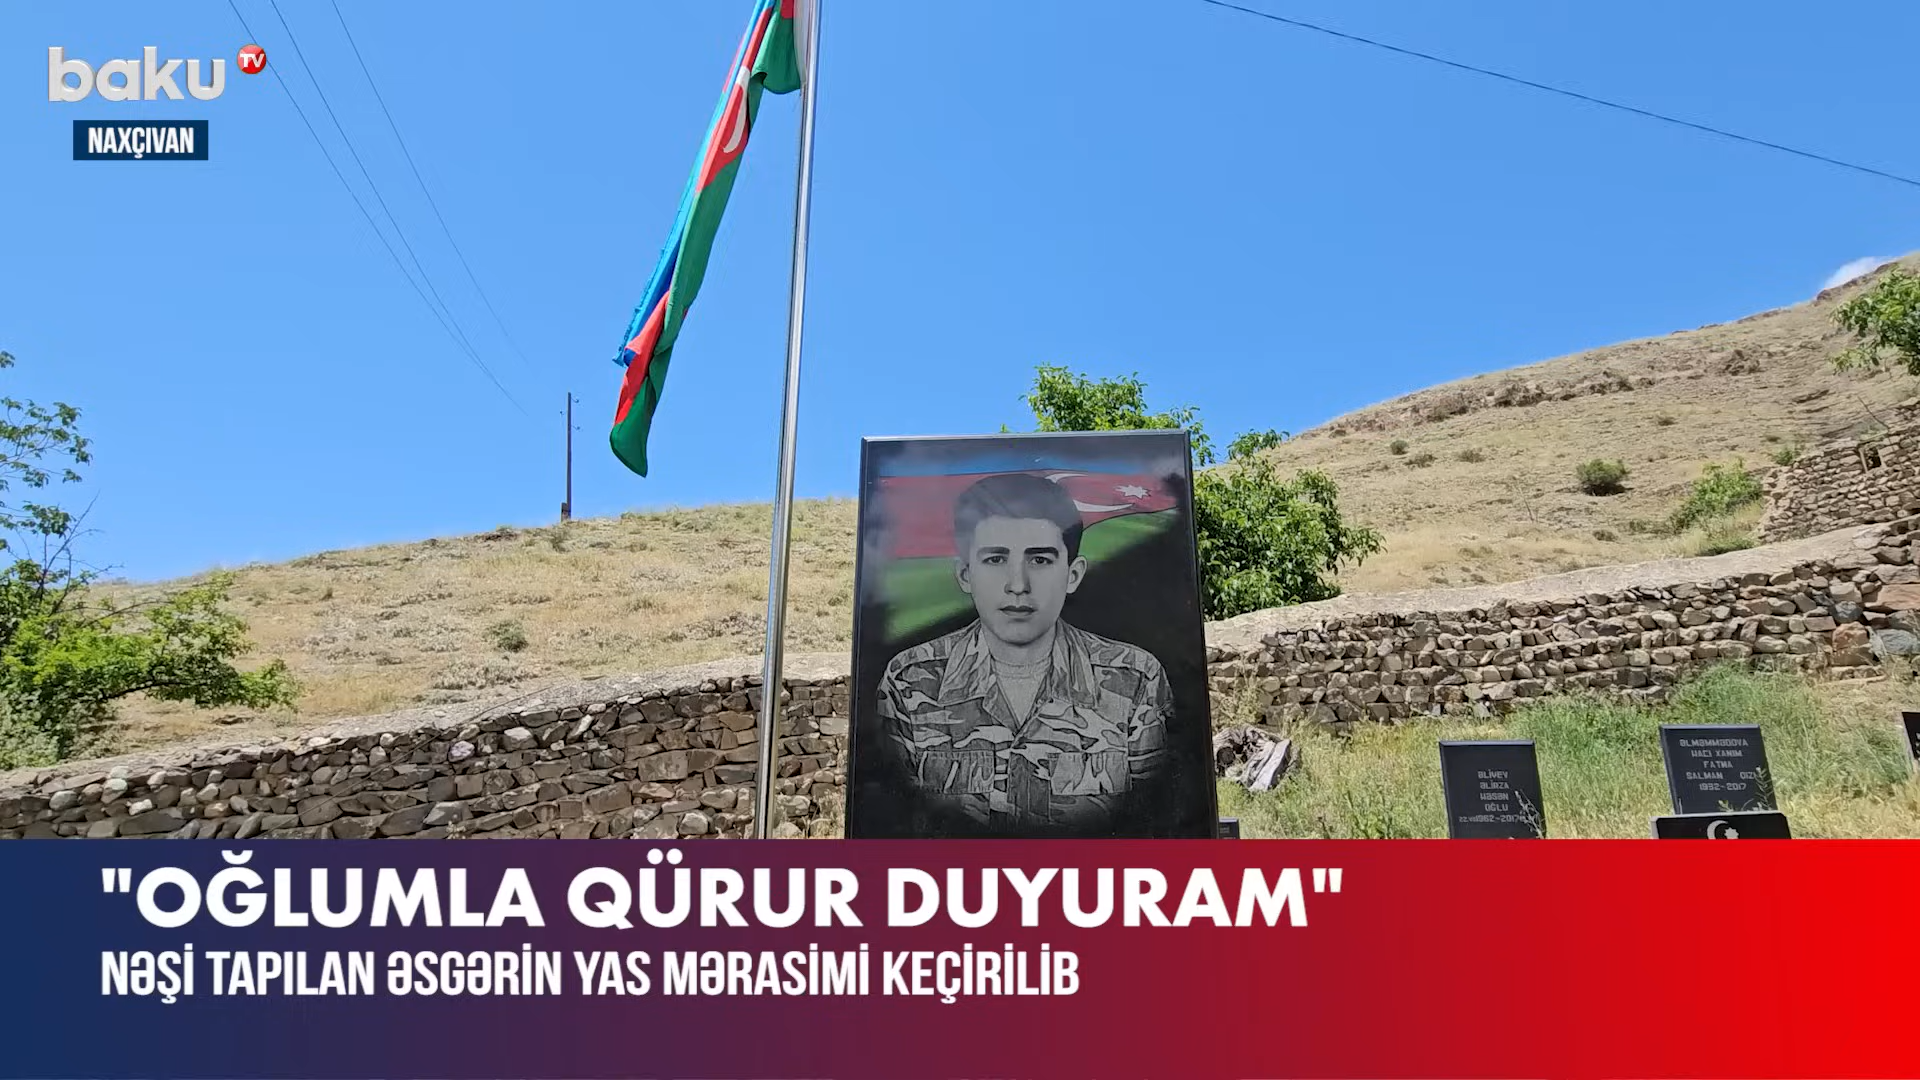 baku TV
NAXÇIVAN
ƏLİYEV
ƏLİRZA
HƏSƏN
OĞLU
ƏLMƏMMƏDOVA
HACI XANIM
FATMA
SALMAN QIZI
1932-2017
"OĞLUMLA QÜRUR DUYURAM"
NƏŞİ TAPILAN ƏSGƏRİN YAS MƏRASİMİ KEÇİRİLİB